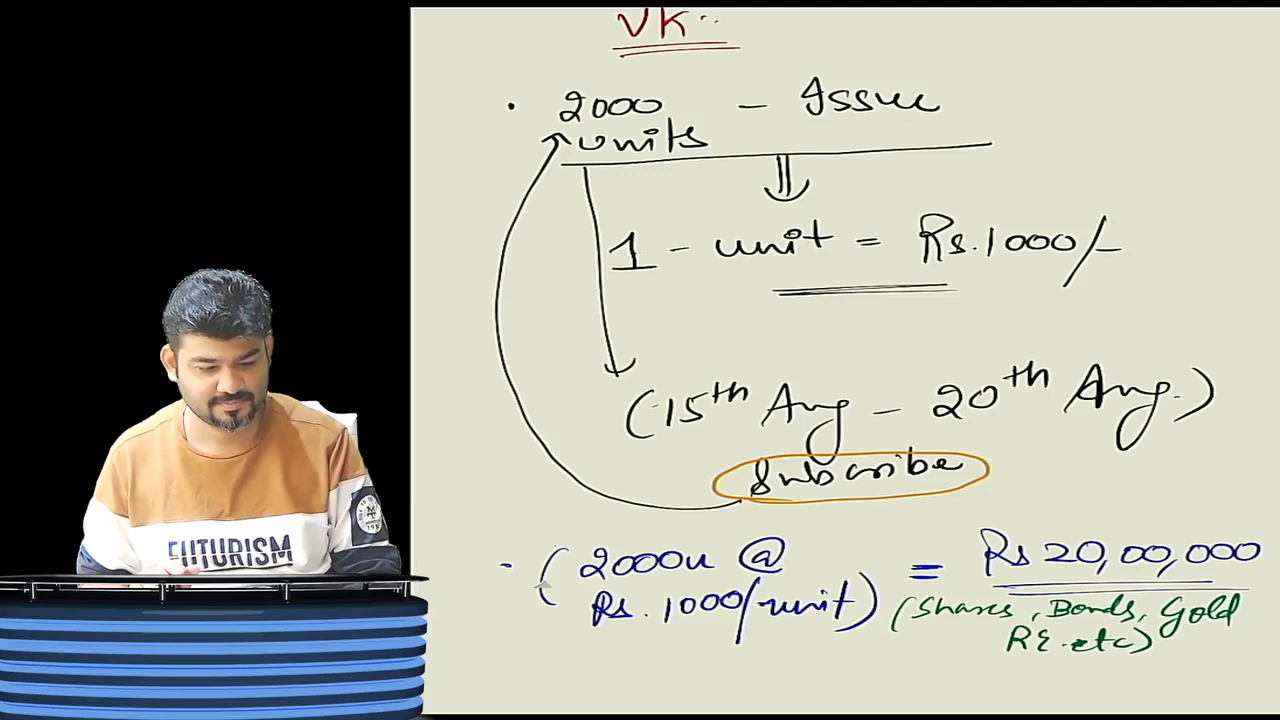 VK..
. 2000 - Issue
units
1 - unit = Rs.1000/-
(15th Aug - 20th Aug.)
Subscribe
. (2000u @ = Rs 20,00,000
Rs. 1000/unit) (Shares, Bonds, Gold
RE. etc)
FUTURISM